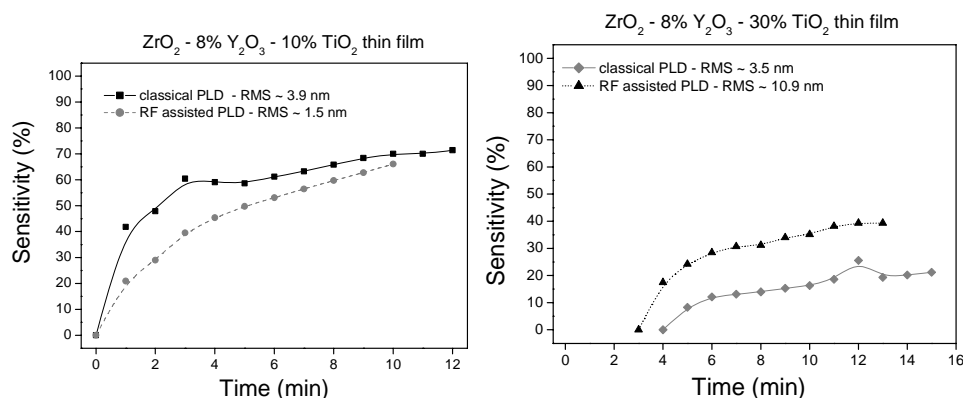 ZrO₂ - 8% Y₂O₃ - 10% TiO₂ thin film
classical PLD - RMS ~ 3.9 nm
RF assisted PLD - RMS ~ 1.5 nm
Sensitivity (%)
100
90
80
70
60
50
40
30
20
10
0
0 2 4 6 8 10 12
Time (min)
ZrO₂ - 8% Y₂O₃ - 30% TiO₂ thin film
classical PLD - RMS ~ 3.5 nm
RF assisted PLD - RMS ~ 10.9 nm
Sensitivity (%)
100
90
80
70
60
50
40
30
20
10
0
0 2 4 6 8 10 12 14 16
Time (min)